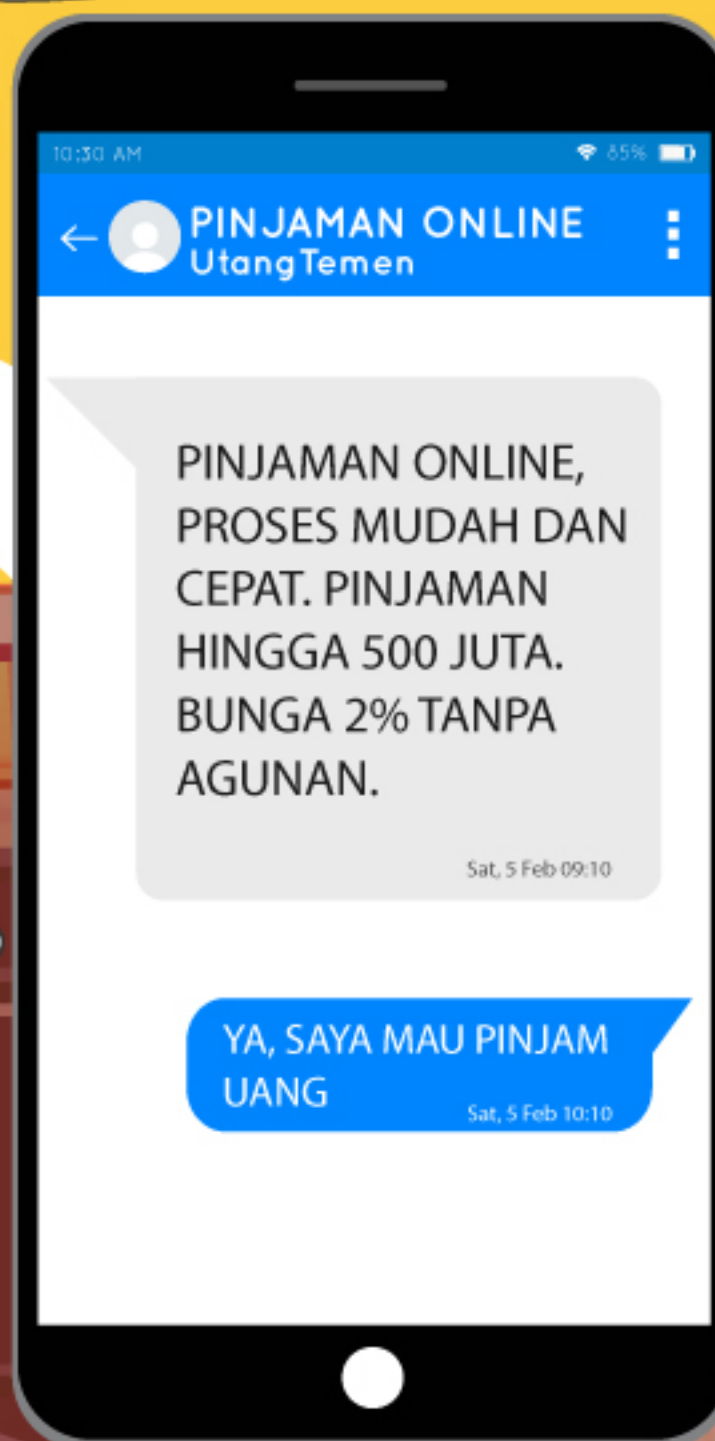 10:30 AM 85%
PINJAMAN ONLINE
UtangTemen
PINJAMAN ONLINE,
PROSES MUDAH DAN
CEPAT. PINJAMAN
HINGGA 500 JUTA.
BUNGA 2% TANPA
AGUNAN.
Sat, 5 Feb 09:10
YA, SAYA MAU PINJAM
UANG
Sat, 5 Feb 10:10